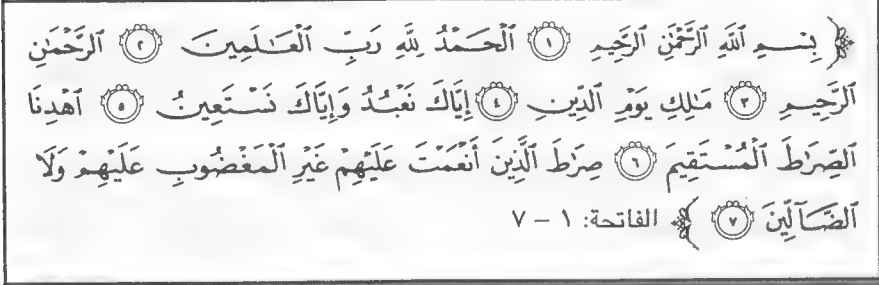 ﴿ بِسْمِ ٱللَّهِ ٱلرَّحْمَٰنِ ٱلرَّحِيمِ ١ ٱلْحَمْدُ لِلَّهِ رَبِّ ٱلْعَٰلَمِينَ ٢ ٱلرَّحْمَٰنِ
ٱلرَّحِيمِ ٣ مَٰلِكِ يَوْمِ ٱلدِّينِ ٤ إِيَّاكَ نَعْبُدُ وَإِيَّاكَ نَسْتَعِينُ ٥ ٱهْدِنَا
ٱلصِّرَٰطَ ٱلْمُسْتَقِيمَ ٦ صِرَٰطَ ٱلَّذِينَ أَنْعَمْتَ عَلَيْهِمْ غَيْرِ ٱلْمَغْضُوبِ عَلَيْهِمْ وَلَا
ٱلضَّآلِّينَ ٧ ﴾ الفاتحة: ١ – ٧